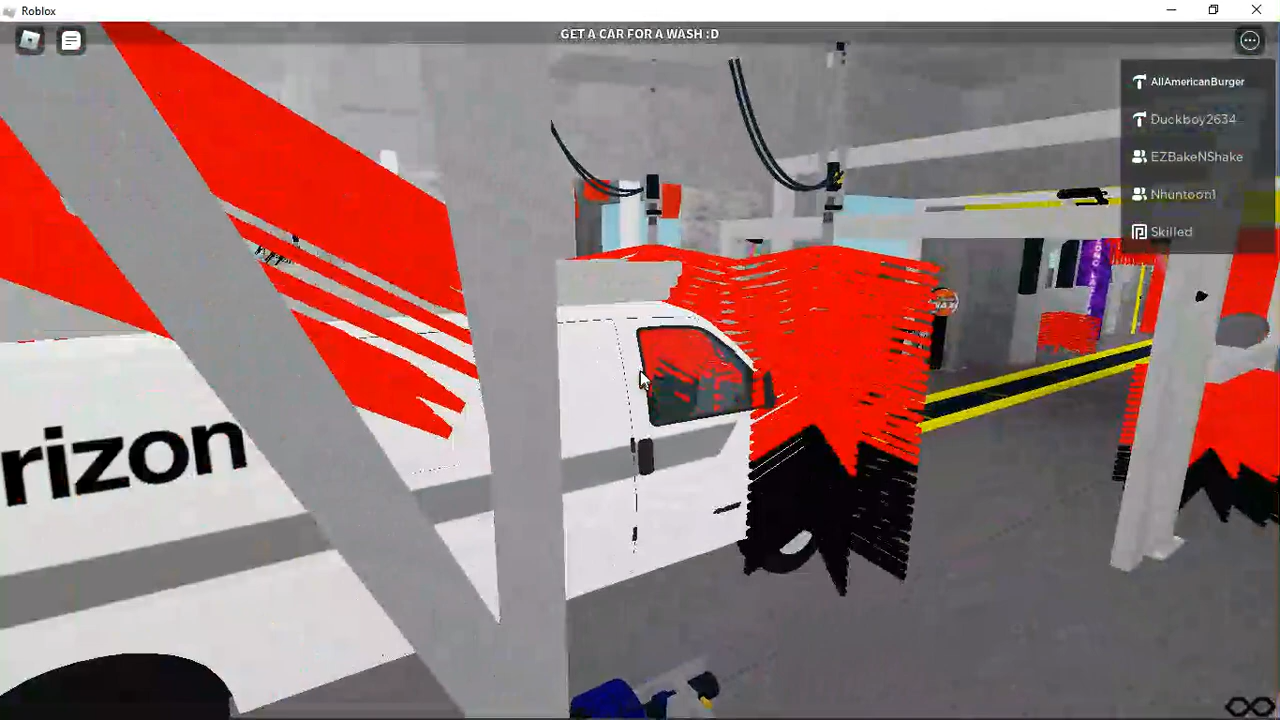 Roblox
GET A CAR FOR A WASH :D
AllAmericanBurger
Duckboy2634
EZBakeNShake
Nhuntoon1
Skilled
rizon